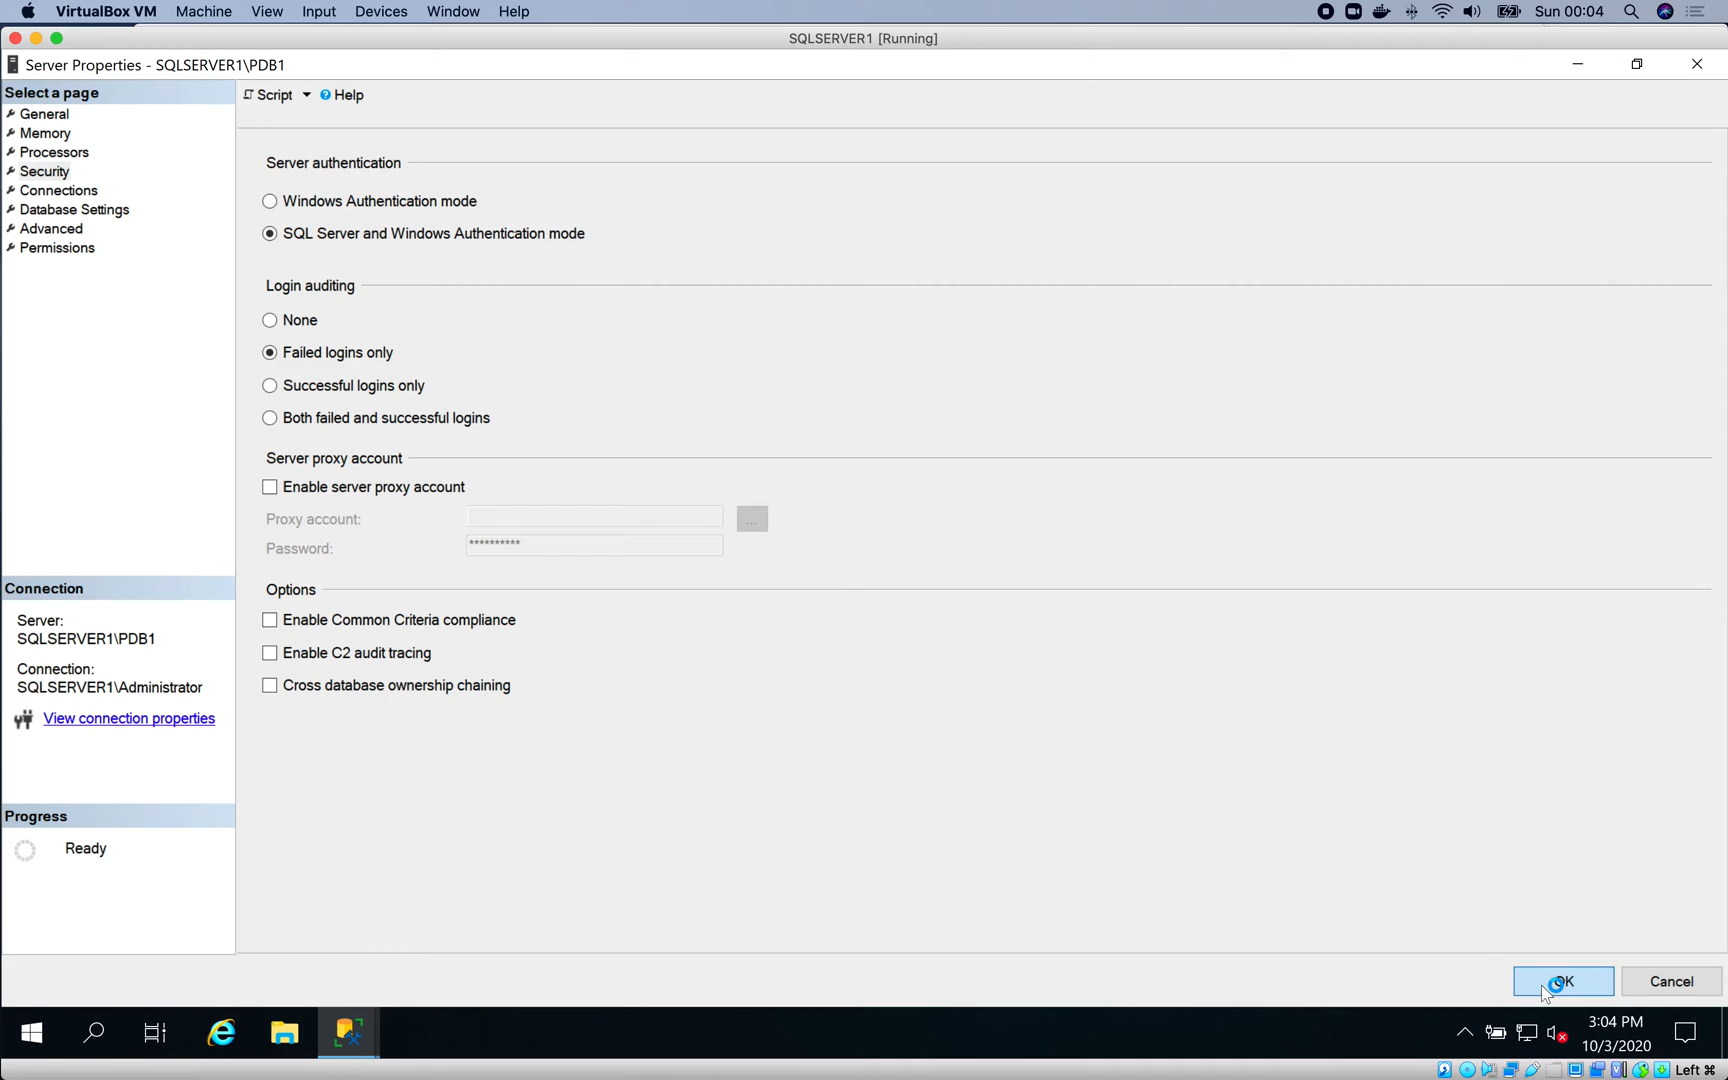 VirtualBox VM Machine View Input Devices Window Help Sun 00:04
SQLSERVER1 [Running]
Server Properties - SQLSERVER1\PDB1
Select a page
General
Memory
Processors
Security
Connections
Database Settings
Advanced
Permissions
Script Help
Server authentication
Windows Authentication mode
SQL Server and Windows Authentication mode
Login auditing
None
Failed logins only
Successful logins only
Both failed and successful logins
Server proxy account
Enable server proxy account
Proxy account:
...
Password:
**********
Options
Enable Common Criteria compliance
Enable C2 audit tracing
Cross database ownership chaining
Connection
Server:
SQLSERVER1\PDB1
Connection:
SQLSERVER1\Administrator
View connection properties
Progress
Ready
OK Cancel
3:04 PM
10/3/2020
Left ⌘